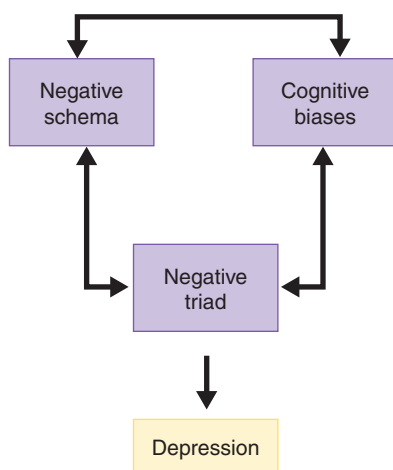 Negative
schema
Cognitive
biases
Negative
triad
Depression